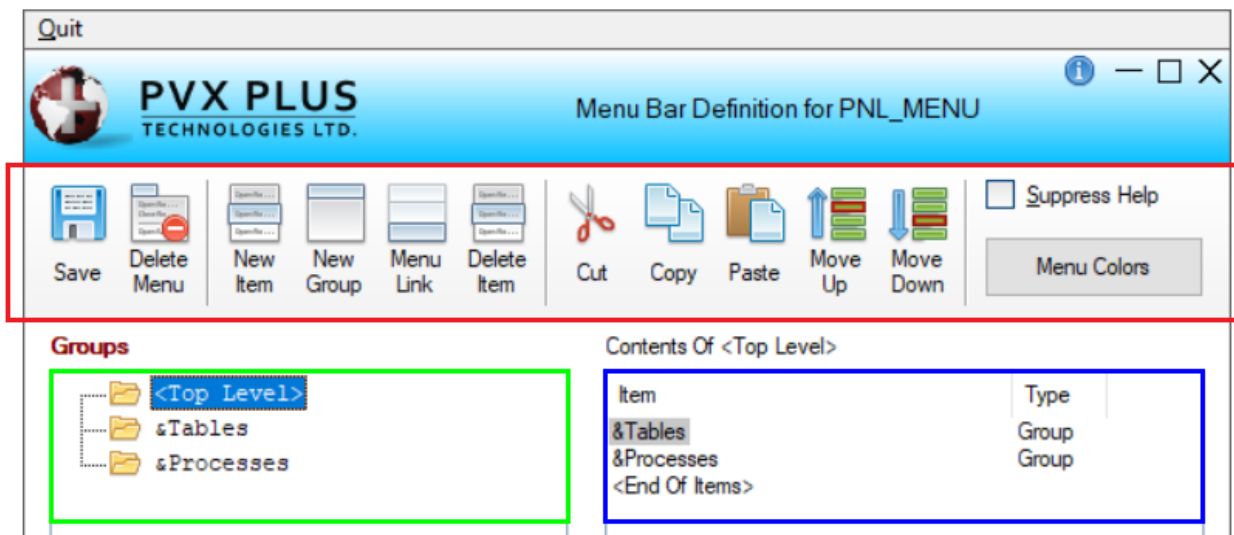 Quit
PVX PLUS
TECHNOLOGIES LTD.
Menu Bar Definition for PNL_MENU
Save
Delete Menu
New Item
New Group
Menu Link
Delete Item
Cut
Copy
Paste
Move Up
Move Down
Suppress Help
Menu Colors
Groups
<Top Level>
&Tables
&Processes
Contents Of <Top Level>
Item Type
&Tables Group
&Processes Group
<End Of Items>